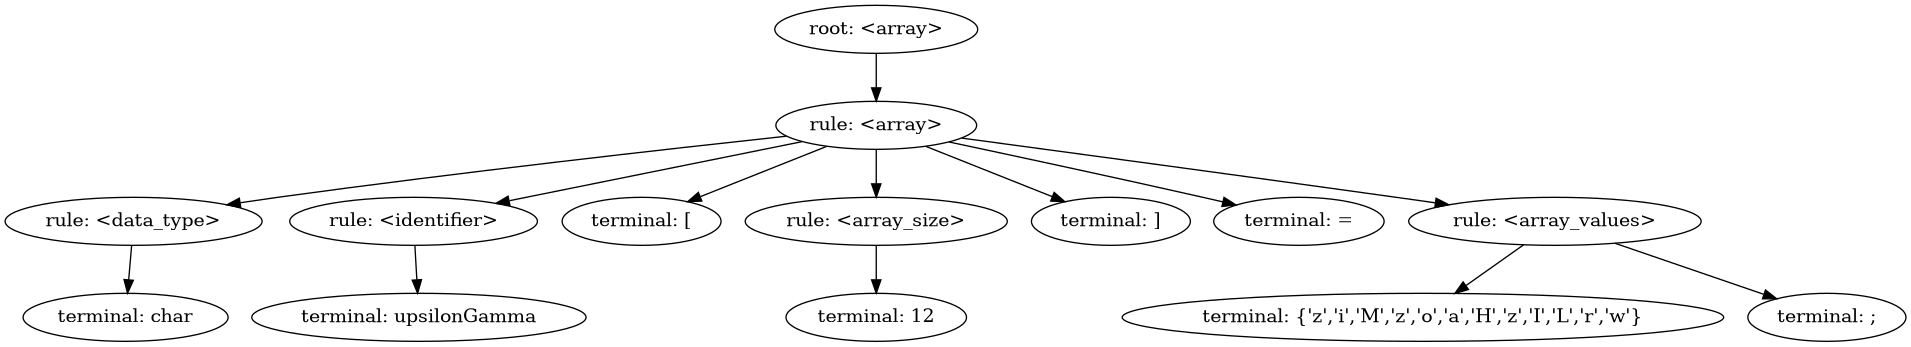 root: <array>
rule: <array>
rule: <data_type>
rule: <identifier>
terminal: [
rule: <array_size>
terminal: ]
terminal: =
rule: <array_values>
terminal: char
terminal: upsilonGamma
terminal: 12
terminal: {'z','i','M','z','o','a','H','z','I','L','r','w'}
terminal: ;